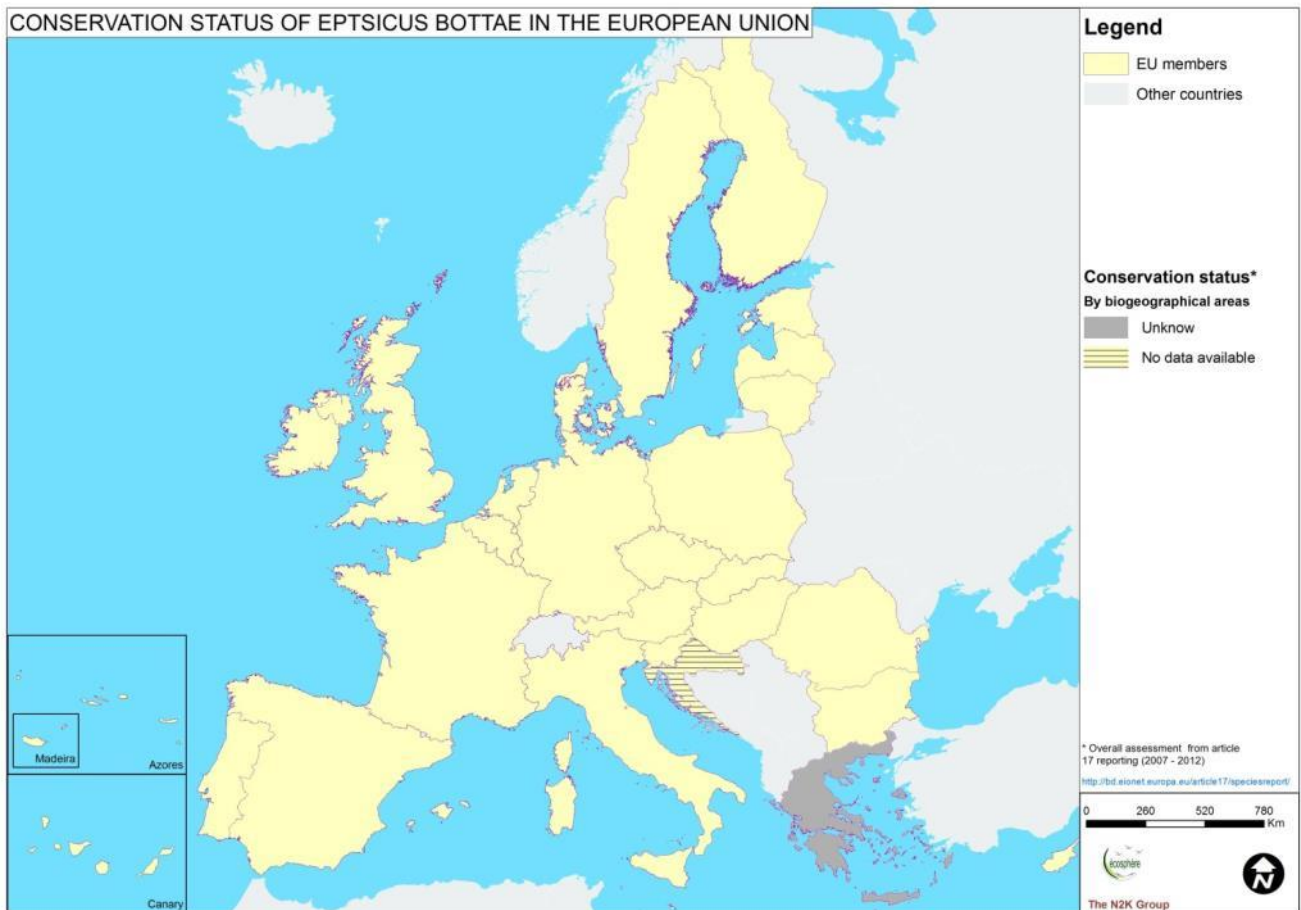 CONSERVATION STATUS OF EPTSICUS BOTTAE IN THE EUROPEAN UNION
Legend
EU members
Other countries
Conservation status*
By biogeographical areas
Unknow
No data available
* Overall assessment from article
17 reporting (2007 - 2012)
http://bd.eionet.europa.eu/article17/speciesreport/
0 260 520 780
Km
écosphère
N
The N2K Group
Madeira
Azores
Canary